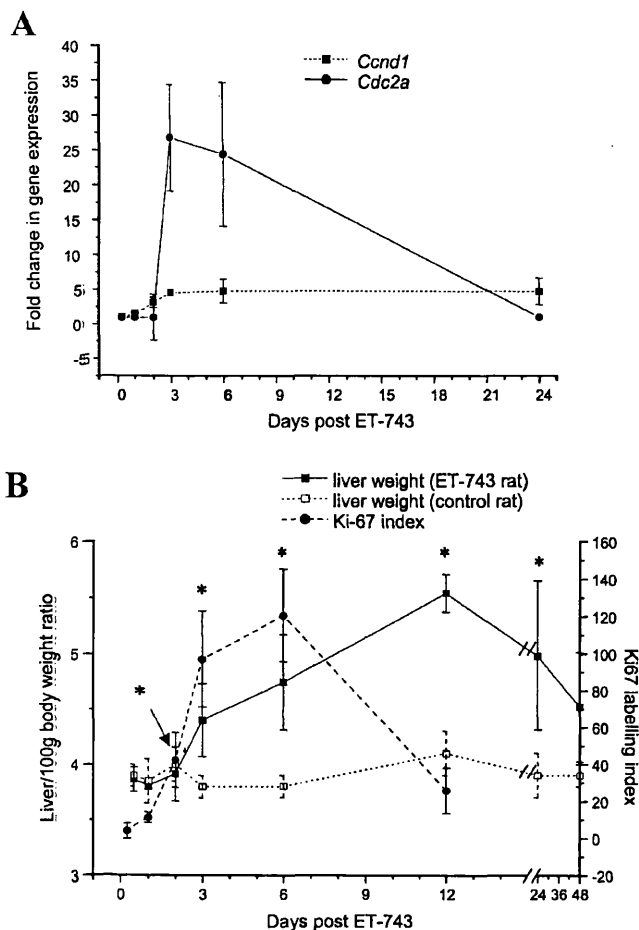 A
Ccnd1
Cdc2a
Fold change in gene expression
40
35
30
25
20
15
10
5
0
-5
0 3 6 9 12 15 18 21 24
Days post ET-743
B
liver weight (ET-743 rat)
liver weight (control rat)
Ki-67 index
Liver/100g body weight ratio
6
5
4
3
* * * * *
160
140
120
100
80
60
40
20
0
-20
Ki67 labelling index
0 3 6 9 12 24 36 48
Days post ET-743